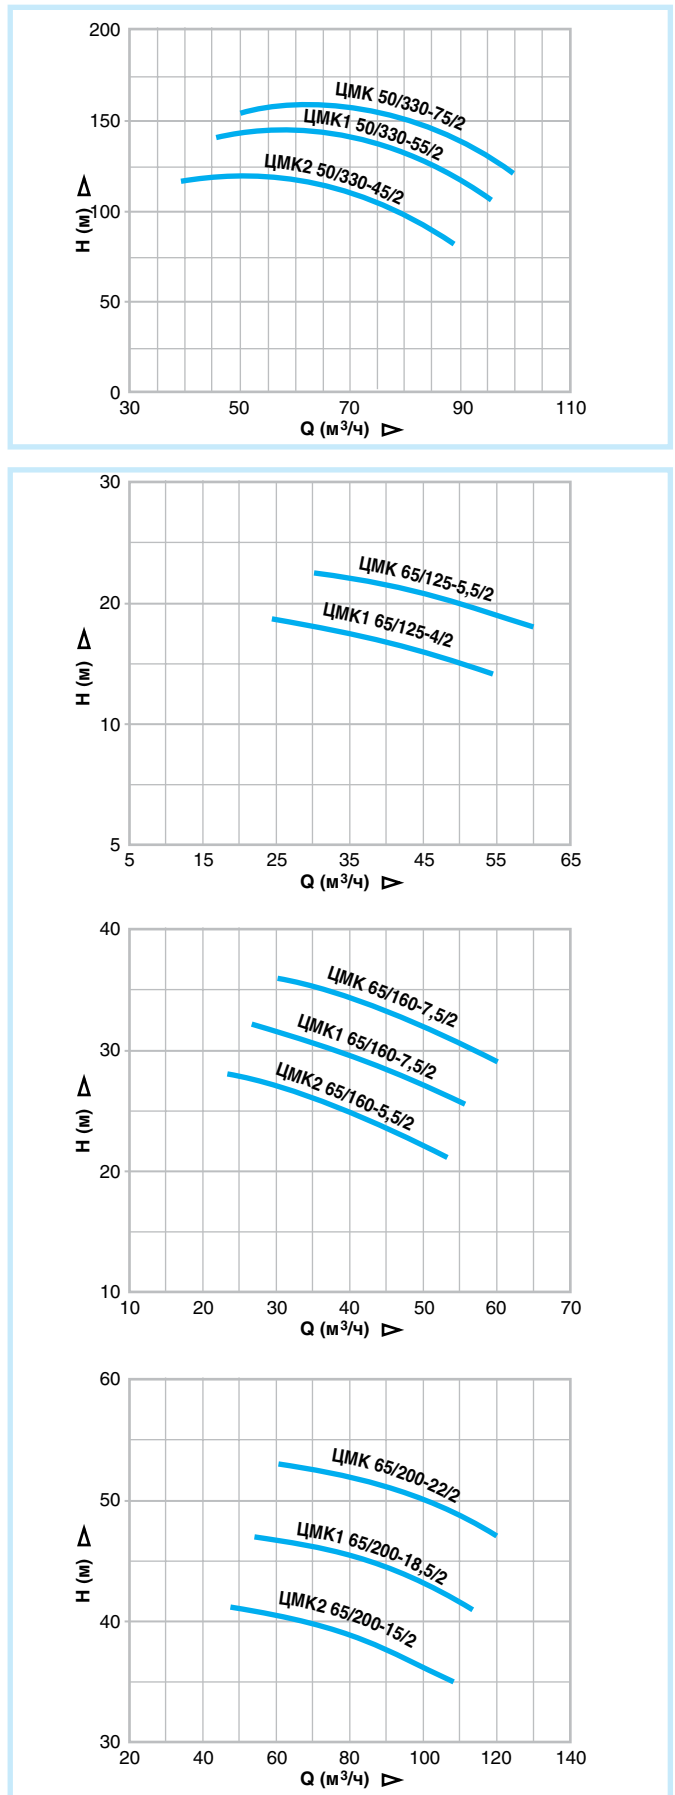 200
ЦМК 50/330-75/2
150
ЦМК1 50/330-55/2
ЦМК2 50/330-45/2
100
H (м)
50
0
30 50 70 90 110
Q (м³/ч)
30
ЦМК 65/125-5,5/2
20
ЦМК1 65/125-4/2
H (м)
10
5
5 15 25 35 45 55 65
Q (м³/ч)
40
ЦМК 65/160-7,5/2
ЦМК1 65/160-7,5/2
30
ЦМК2 65/160-5,5/2
H (м)
20
10
10 20 30 40 50 60 70
Q (м³/ч)
60
ЦМК 65/200-22/2
50
ЦМК1 65/200-18,5/2
H (м)
ЦМК2 65/200-15/2
40
30
20 40 60 80 100 120 140
Q (м³/ч)